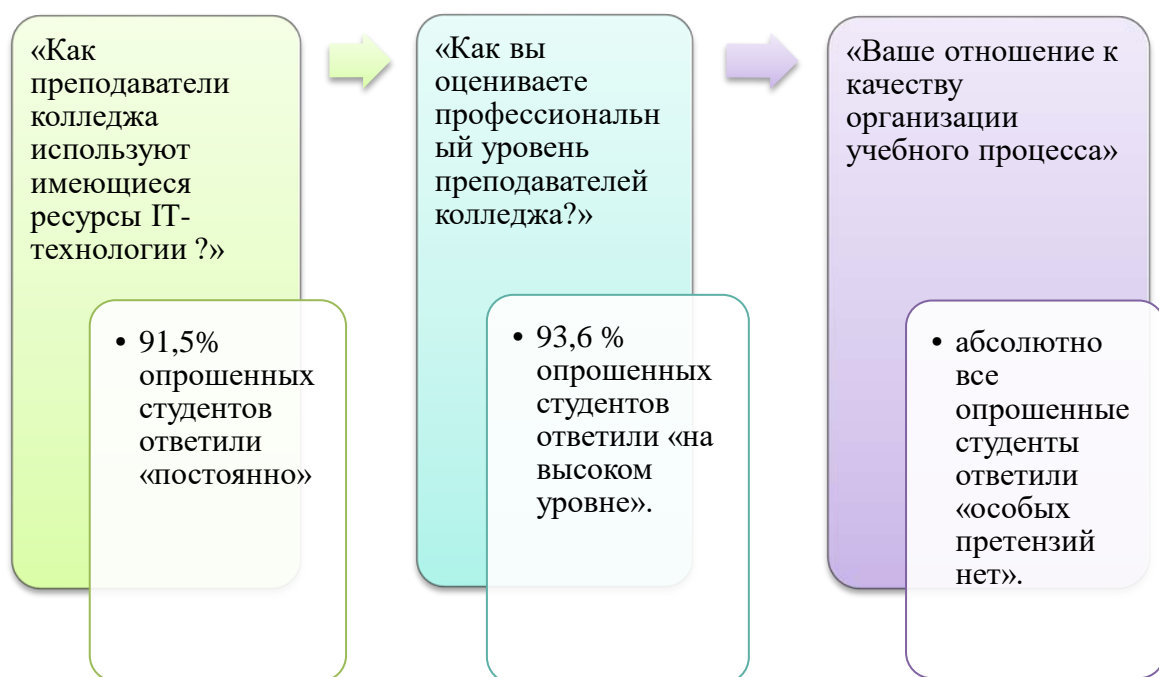 «Как
преподаватели
колледжа
используют
имеющиеся
ресурсы IT-
технологии ?»
• 91,5%
опрошенных
студентов
ответили
«постоянно»
«Как вы
оцениваете
профессиональн
ый уровень
преподавателей
колледжа?»
• 93,6 %
опрошенных
студентов
ответили «на
высоком
уровне».
«Ваше отношение к
качеству
организации
учебного процесса»
• абсолютно
все
опрошенные
студенты
ответили
«особых
претензий
нет».